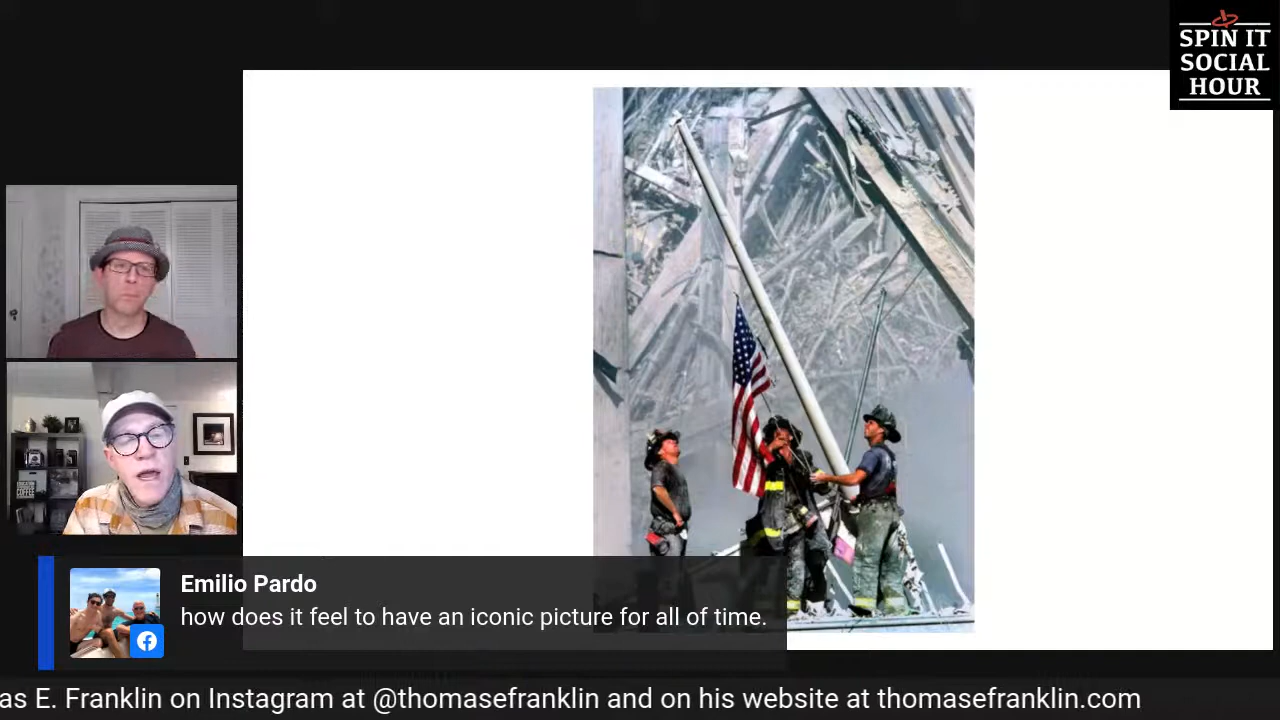 SPIN IT
SOCIAL
HOUR
Emilio Pardo
how does it feel to have an iconic picture for all of time.
as E. Franklin on Instagram at @thomasefranklin and on his website at thomasefranklin.com